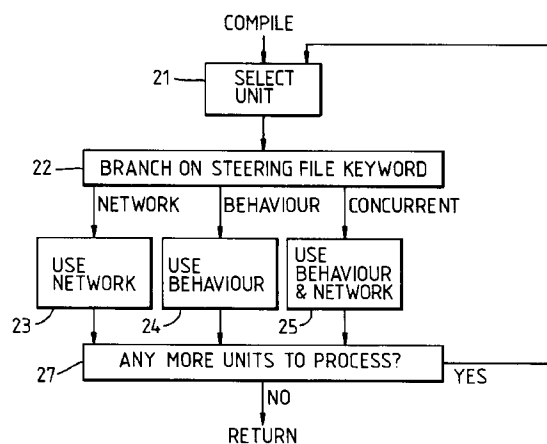 COMPILE
21
SELECT
UNIT
22
BRANCH ON STEERING FILE KEYWORD
NETWORK
BEHAVIOUR
CONCURRENT
USE
NETWORK
23
USE
BEHAVIOUR
24
USE
BEHAVIOUR
& NETWORK
25
27
ANY MORE UNITS TO PROCESS?
YES
NO
RETURN